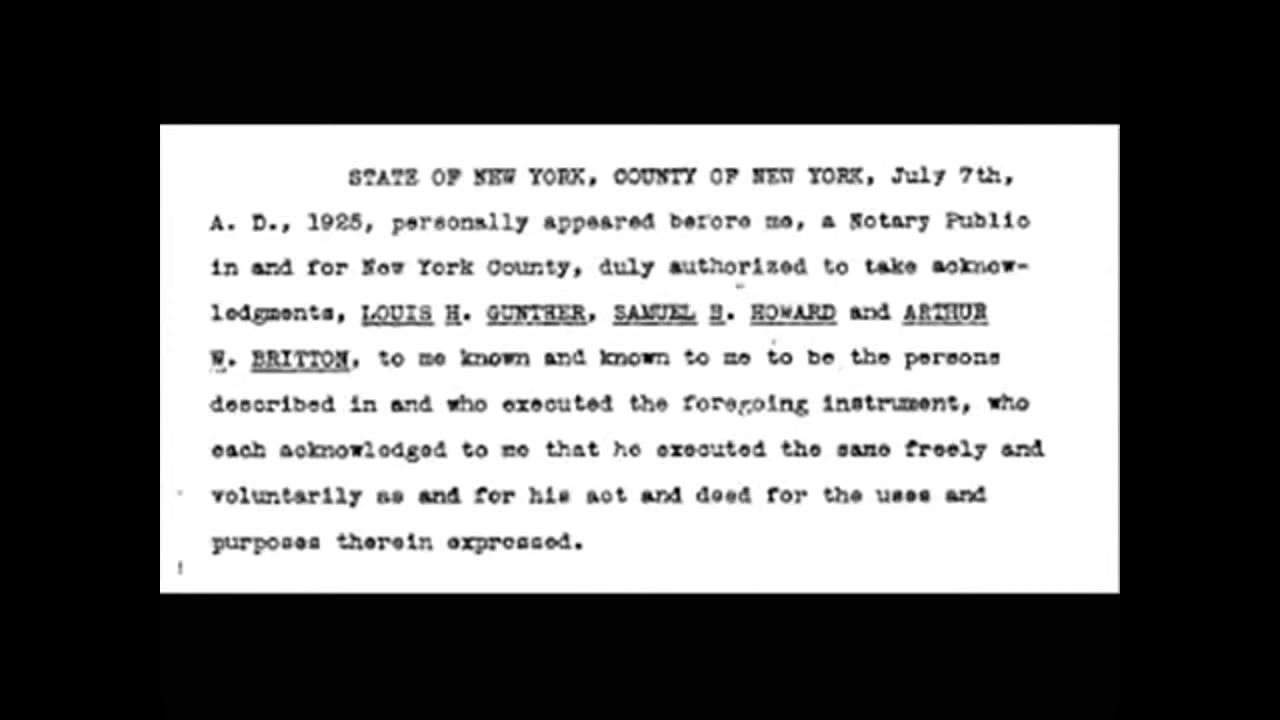 STATE OF NEW YORK, COUNTY OF NEW YORK, July 7th,
A. D., 1925, personally appeared before me, a Notary Public
in and for New York County, duly authorized to take acknow-
ledgments, LOUIS H. GUNTHER, SAMUEL B. HOWARD and ARTHUR
W. BRITTON, to me known and known to me to be the persons
described in and who executed the foregoing instrument, who
each acknowledged to me that he executed the same freely and
voluntarily as and for his act and deed for the uses and
purposes therein expressed.